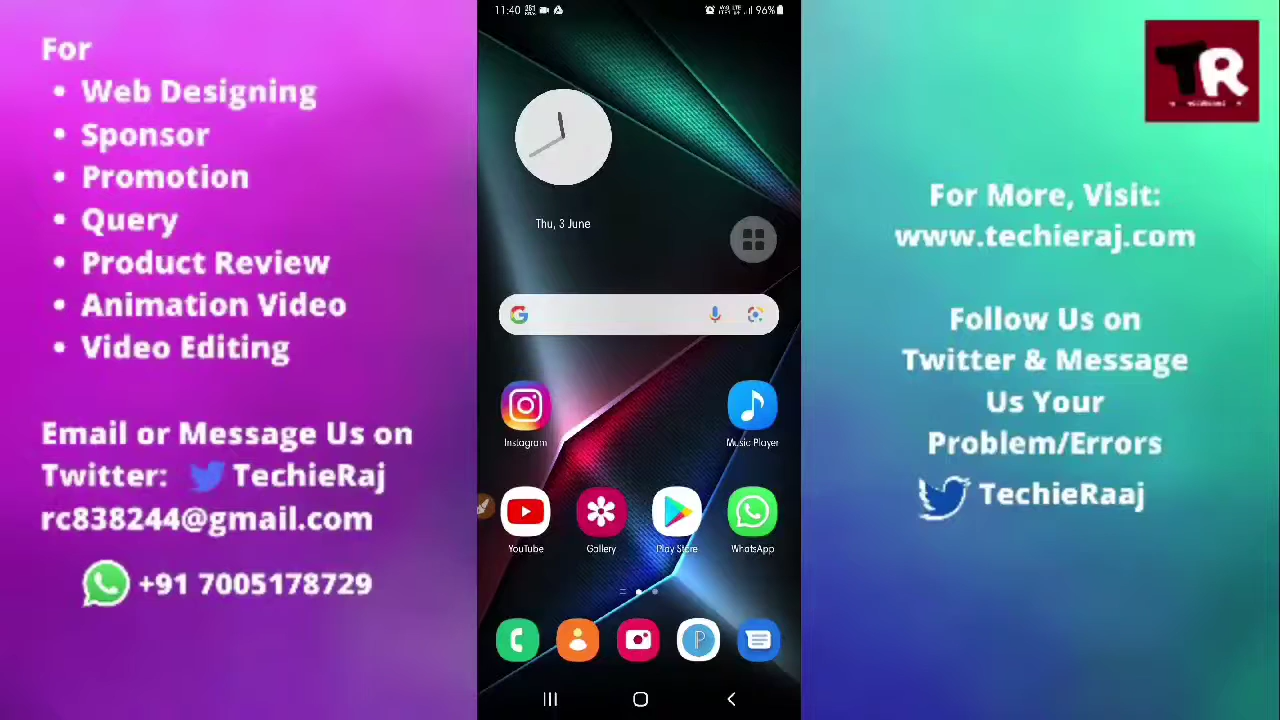 For
• Web Designing
• Sponsor
• Promotion
• Query
• Product Review
• Animation Video
• Video Editing
Email or Message Us on
Twitter: TechieRaj
rc838244@gmail.com
+91 7005178729
11:40
96%
Thu, 3 June
Instagram
Music Player
YouTube
Gallery
Play Store
WhatsApp
TR
For More, Visit:
www.techieraj.com
Follow Us on
Twitter & Message
Us Your
Problem/Errors
TechieRaaj